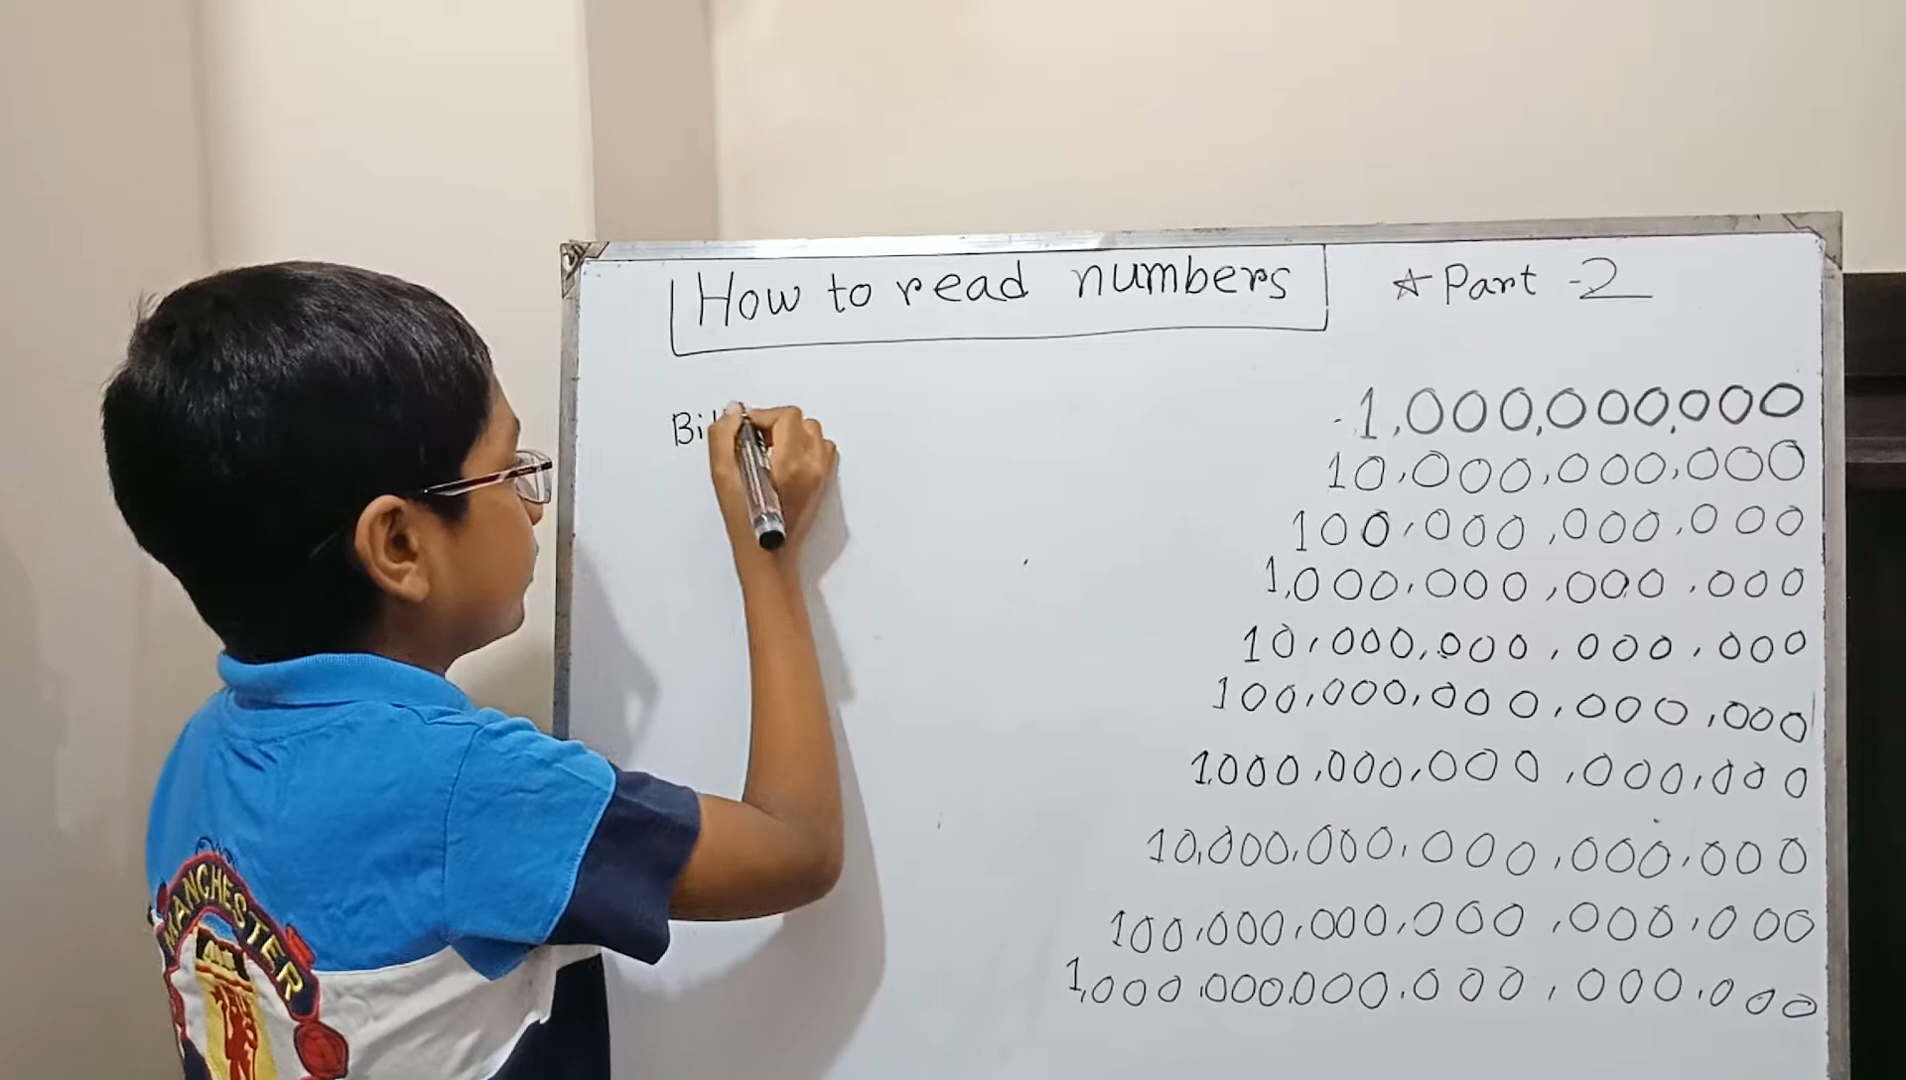 How to read numbers
☆ Part -2
Bi
1,000,000,000
10,000,000,000
100,000,000,000
1,000,000,000,000
10,000,000,000,000
100,000,000,000,000
1,000,000,000,000,000
10,000,000,000,000,000
100,000,000,000,000,000
1,000,000,000,000,000,000
MANCHESTER